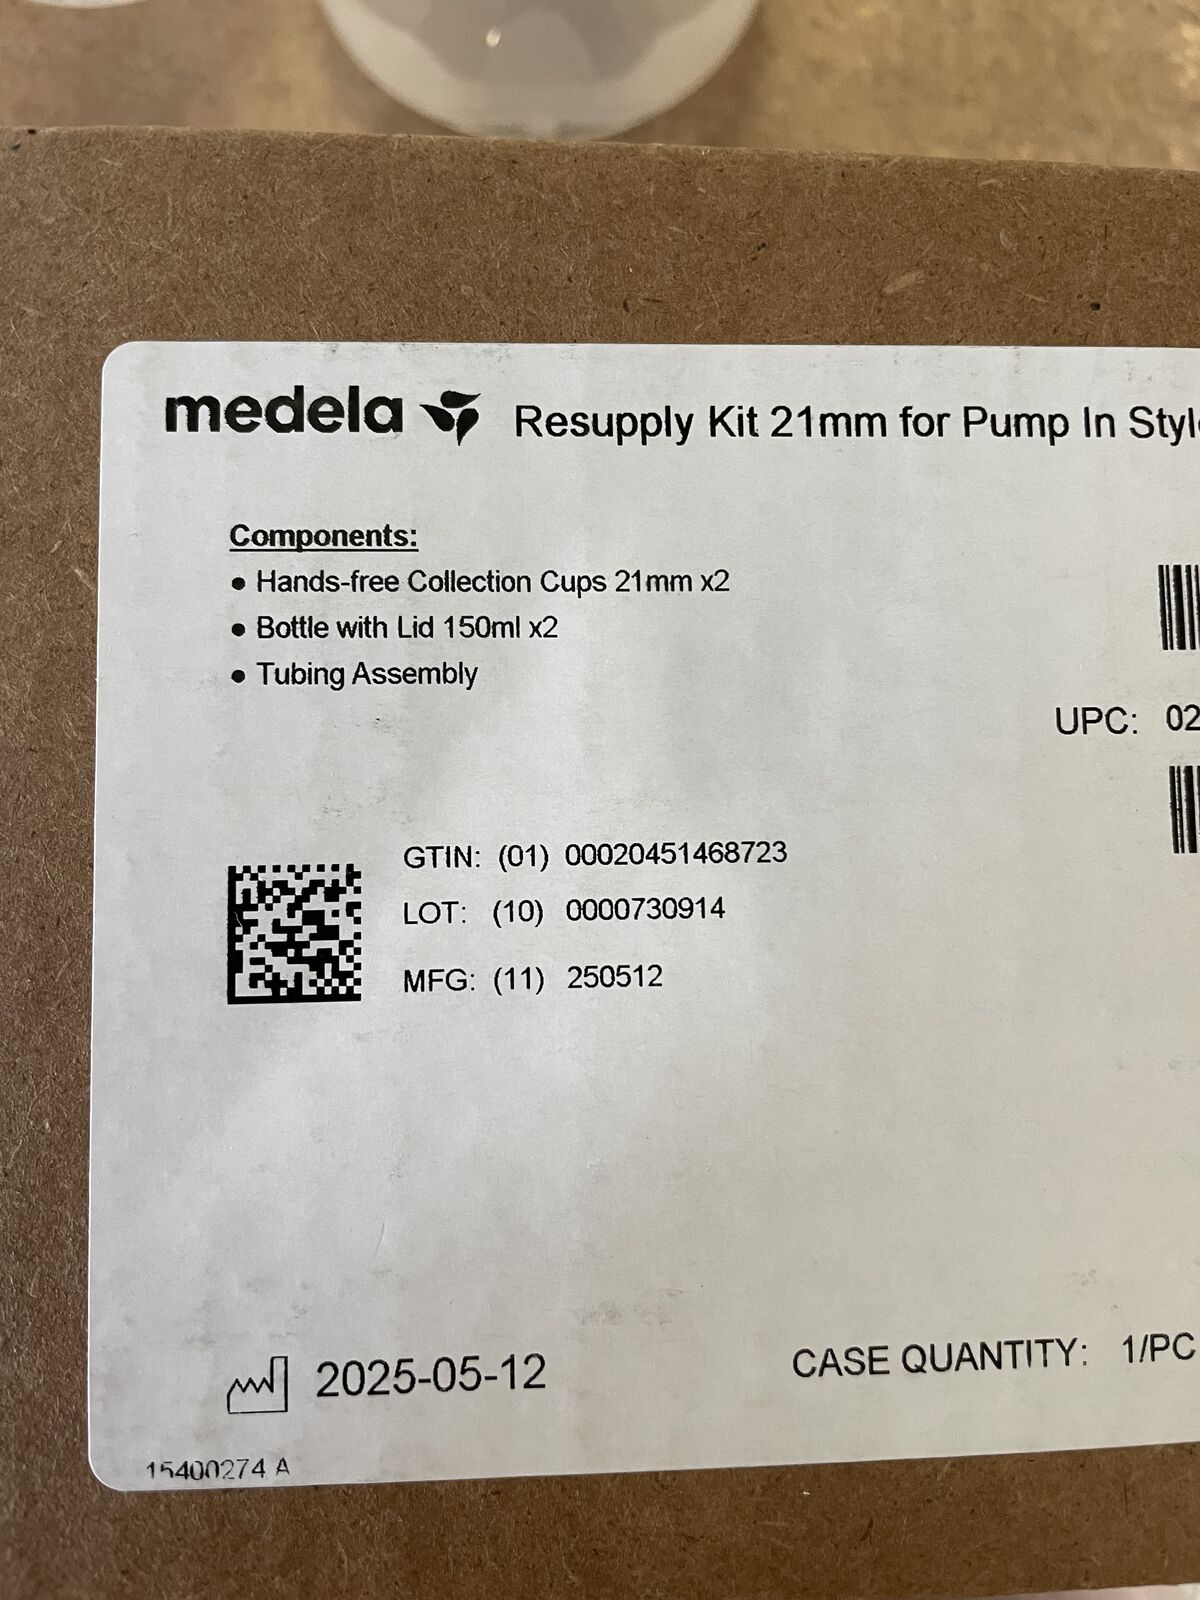 medela Resupply Kit 21mm for Pump In
Components:
• Hands-free Collection Cups 21mm x2
• Bottle with Lid 150ml x2
• Tubing Assembly
UPC: 02
GTIN: (01) 00020451468723
LOT: (10) 0000730914
MFG: (11) 250512
2025-05-12
CASE QUANTITY: 1/PC
15400274 A